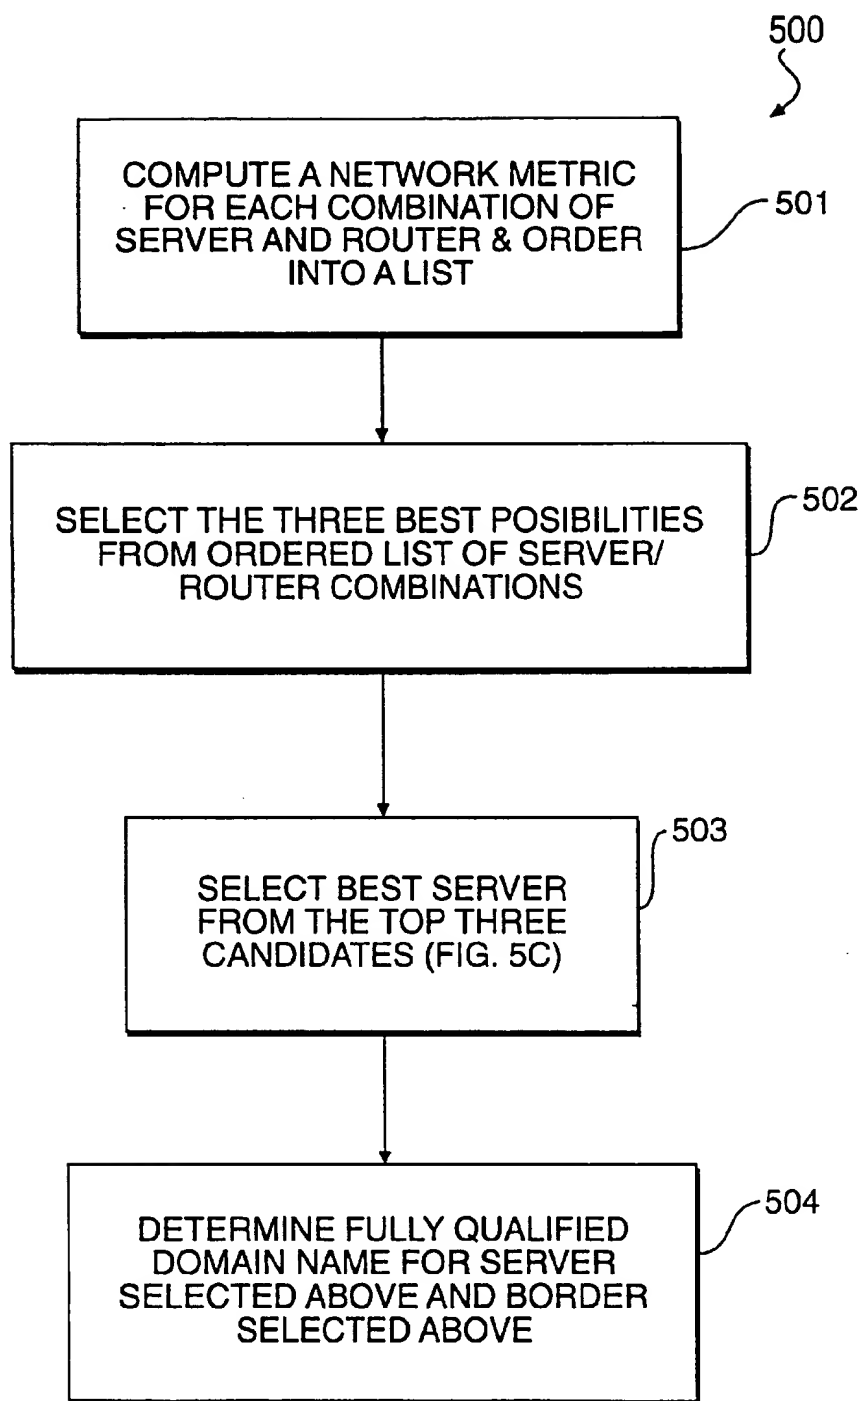 500
COMPUTE A NETWORK METRIC
FOR EACH COMBINATION OF
SERVER AND ROUTER & ORDER
INTO A LIST
501
SELECT THE THREE BEST POSIBILITIES
FROM ORDERED LIST OF SERVER/
ROUTER COMBINATIONS
502
SELECT BEST SERVER
FROM THE TOP THREE
CANDIDATES (FIG. 5C)
503
DETERMINE FULLY QUALIFIED
DOMAIN NAME FOR SERVER
SELECTED ABOVE AND BORDER
SELECTED ABOVE
504